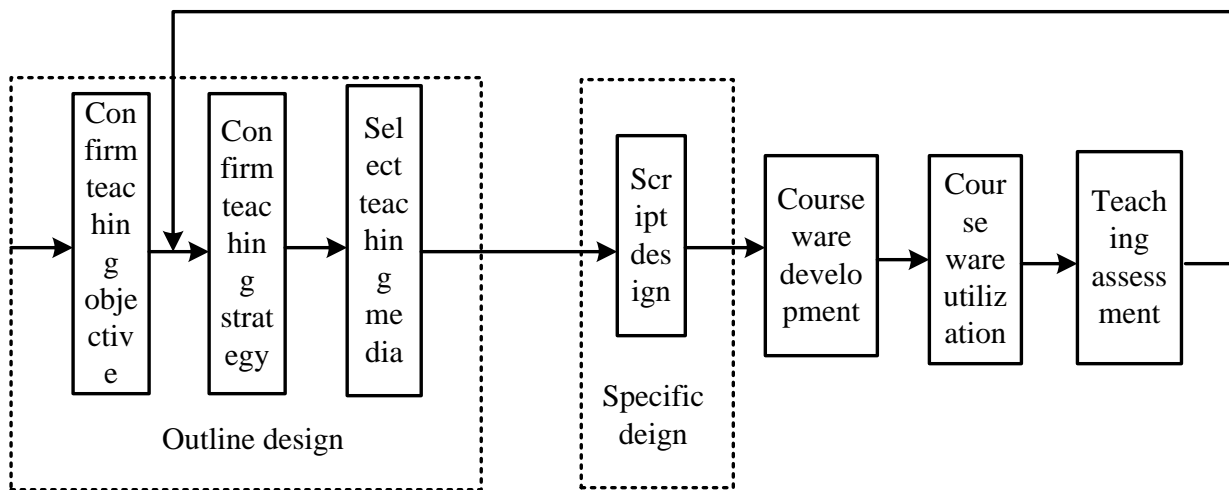 Con
firm
teac
hin
g
obje
ctiv
e
Con
firm
teac
hin
g
strat
egy
Sel
ect
teac
hin
g
me
dia
Outline design
Scr
ipt
des
ign
Specific
deign
Course
ware
develo
pment
Cour
se
ware
utiliz
ation
Teach
ing
assess
ment